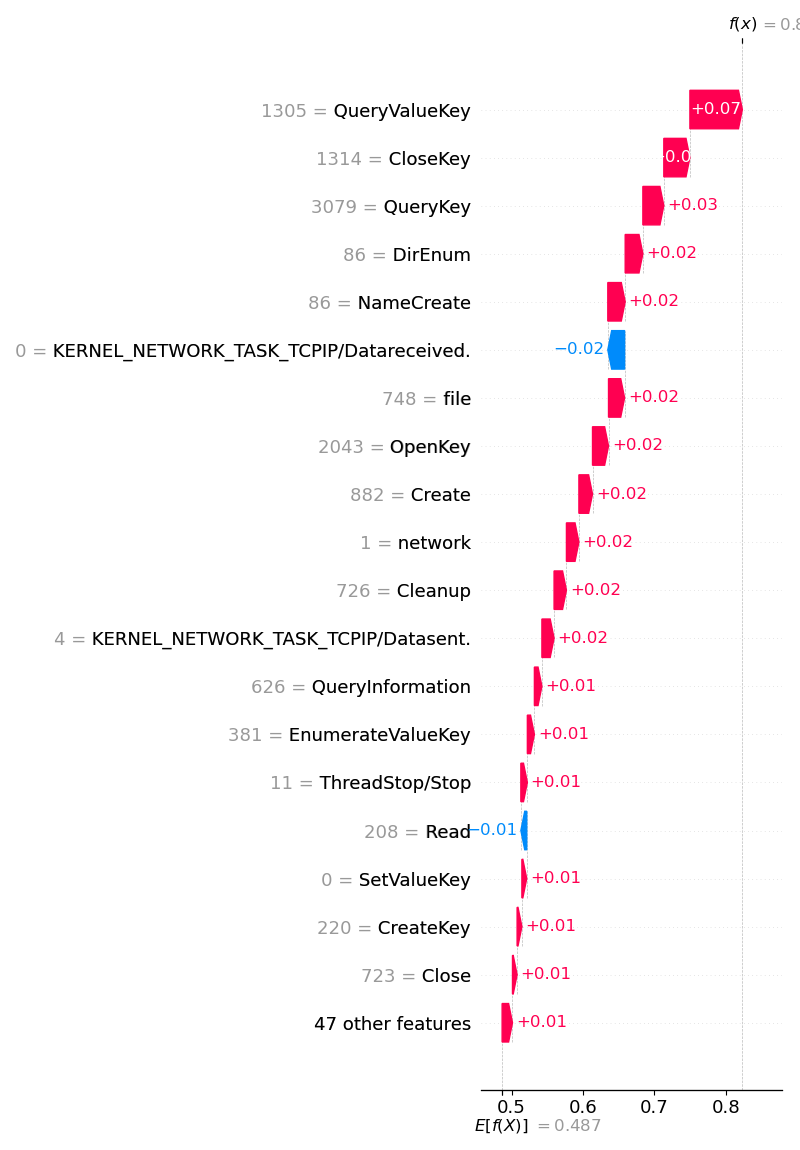 f(x) = 0.8
1305 = QueryValueKey +0.07
1314 = CloseKey
3079 = QueryKey +0.03
86 = DirEnum +0.02
86 = NameCreate +0.02
0 = KERNEL_NETWORK_TASK_TCPIP/Datareceived. −0.02
748 = file +0.02
2043 = OpenKey +0.02
882 = Create +0.02
1 = network +0.02
726 = Cleanup +0.02
4 = KERNEL_NETWORK_TASK_TCPIP/Datasent. +0.02
626 = QueryInformation +0.01
381 = EnumerateValueKey +0.01
11 = ThreadStop/Stop +0.01
208 = Read −0.01
0 = SetValueKey +0.01
220 = CreateKey +0.01
723 = Close +0.01
47 other features +0.01
0.5 0.6 0.7 0.8
E[f(X)] = 0.487